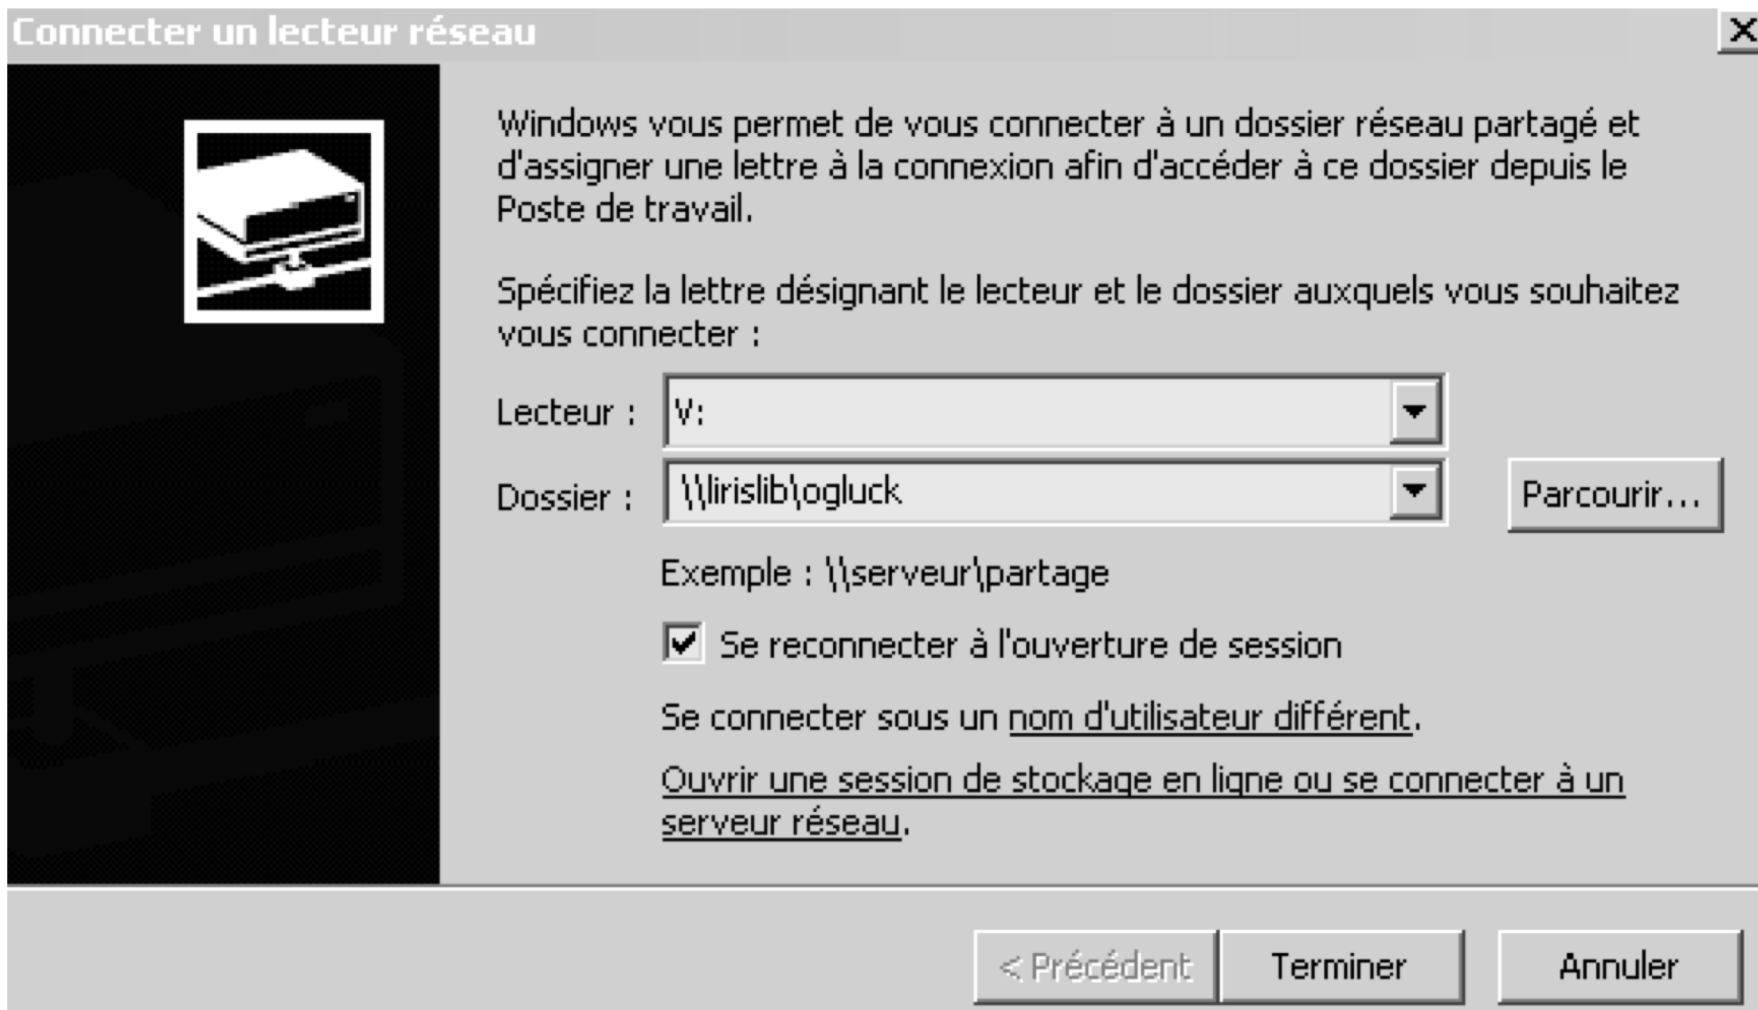 Connecter un lecteur réseau
Windows vous permet de vous connecter à un dossier réseau partagé et
d'assigner une lettre à la connexion afin d'accéder à ce dossier depuis le
Poste de travail.
Spécifiez la lettre désignant le lecteur et le dossier auxquels vous souhaitez
vous connecter :
Lecteur : V:
Dossier : \\lirislib\ogluck Parcourir...
Exemple : \\serveur\partage
Se reconnecter à l'ouverture de session
Se connecter sous un nom d'utilisateur différent.
Ouvrir une session de stockage en ligne ou se connecter à un
serveur réseau.
< Précédent Terminer Annuler